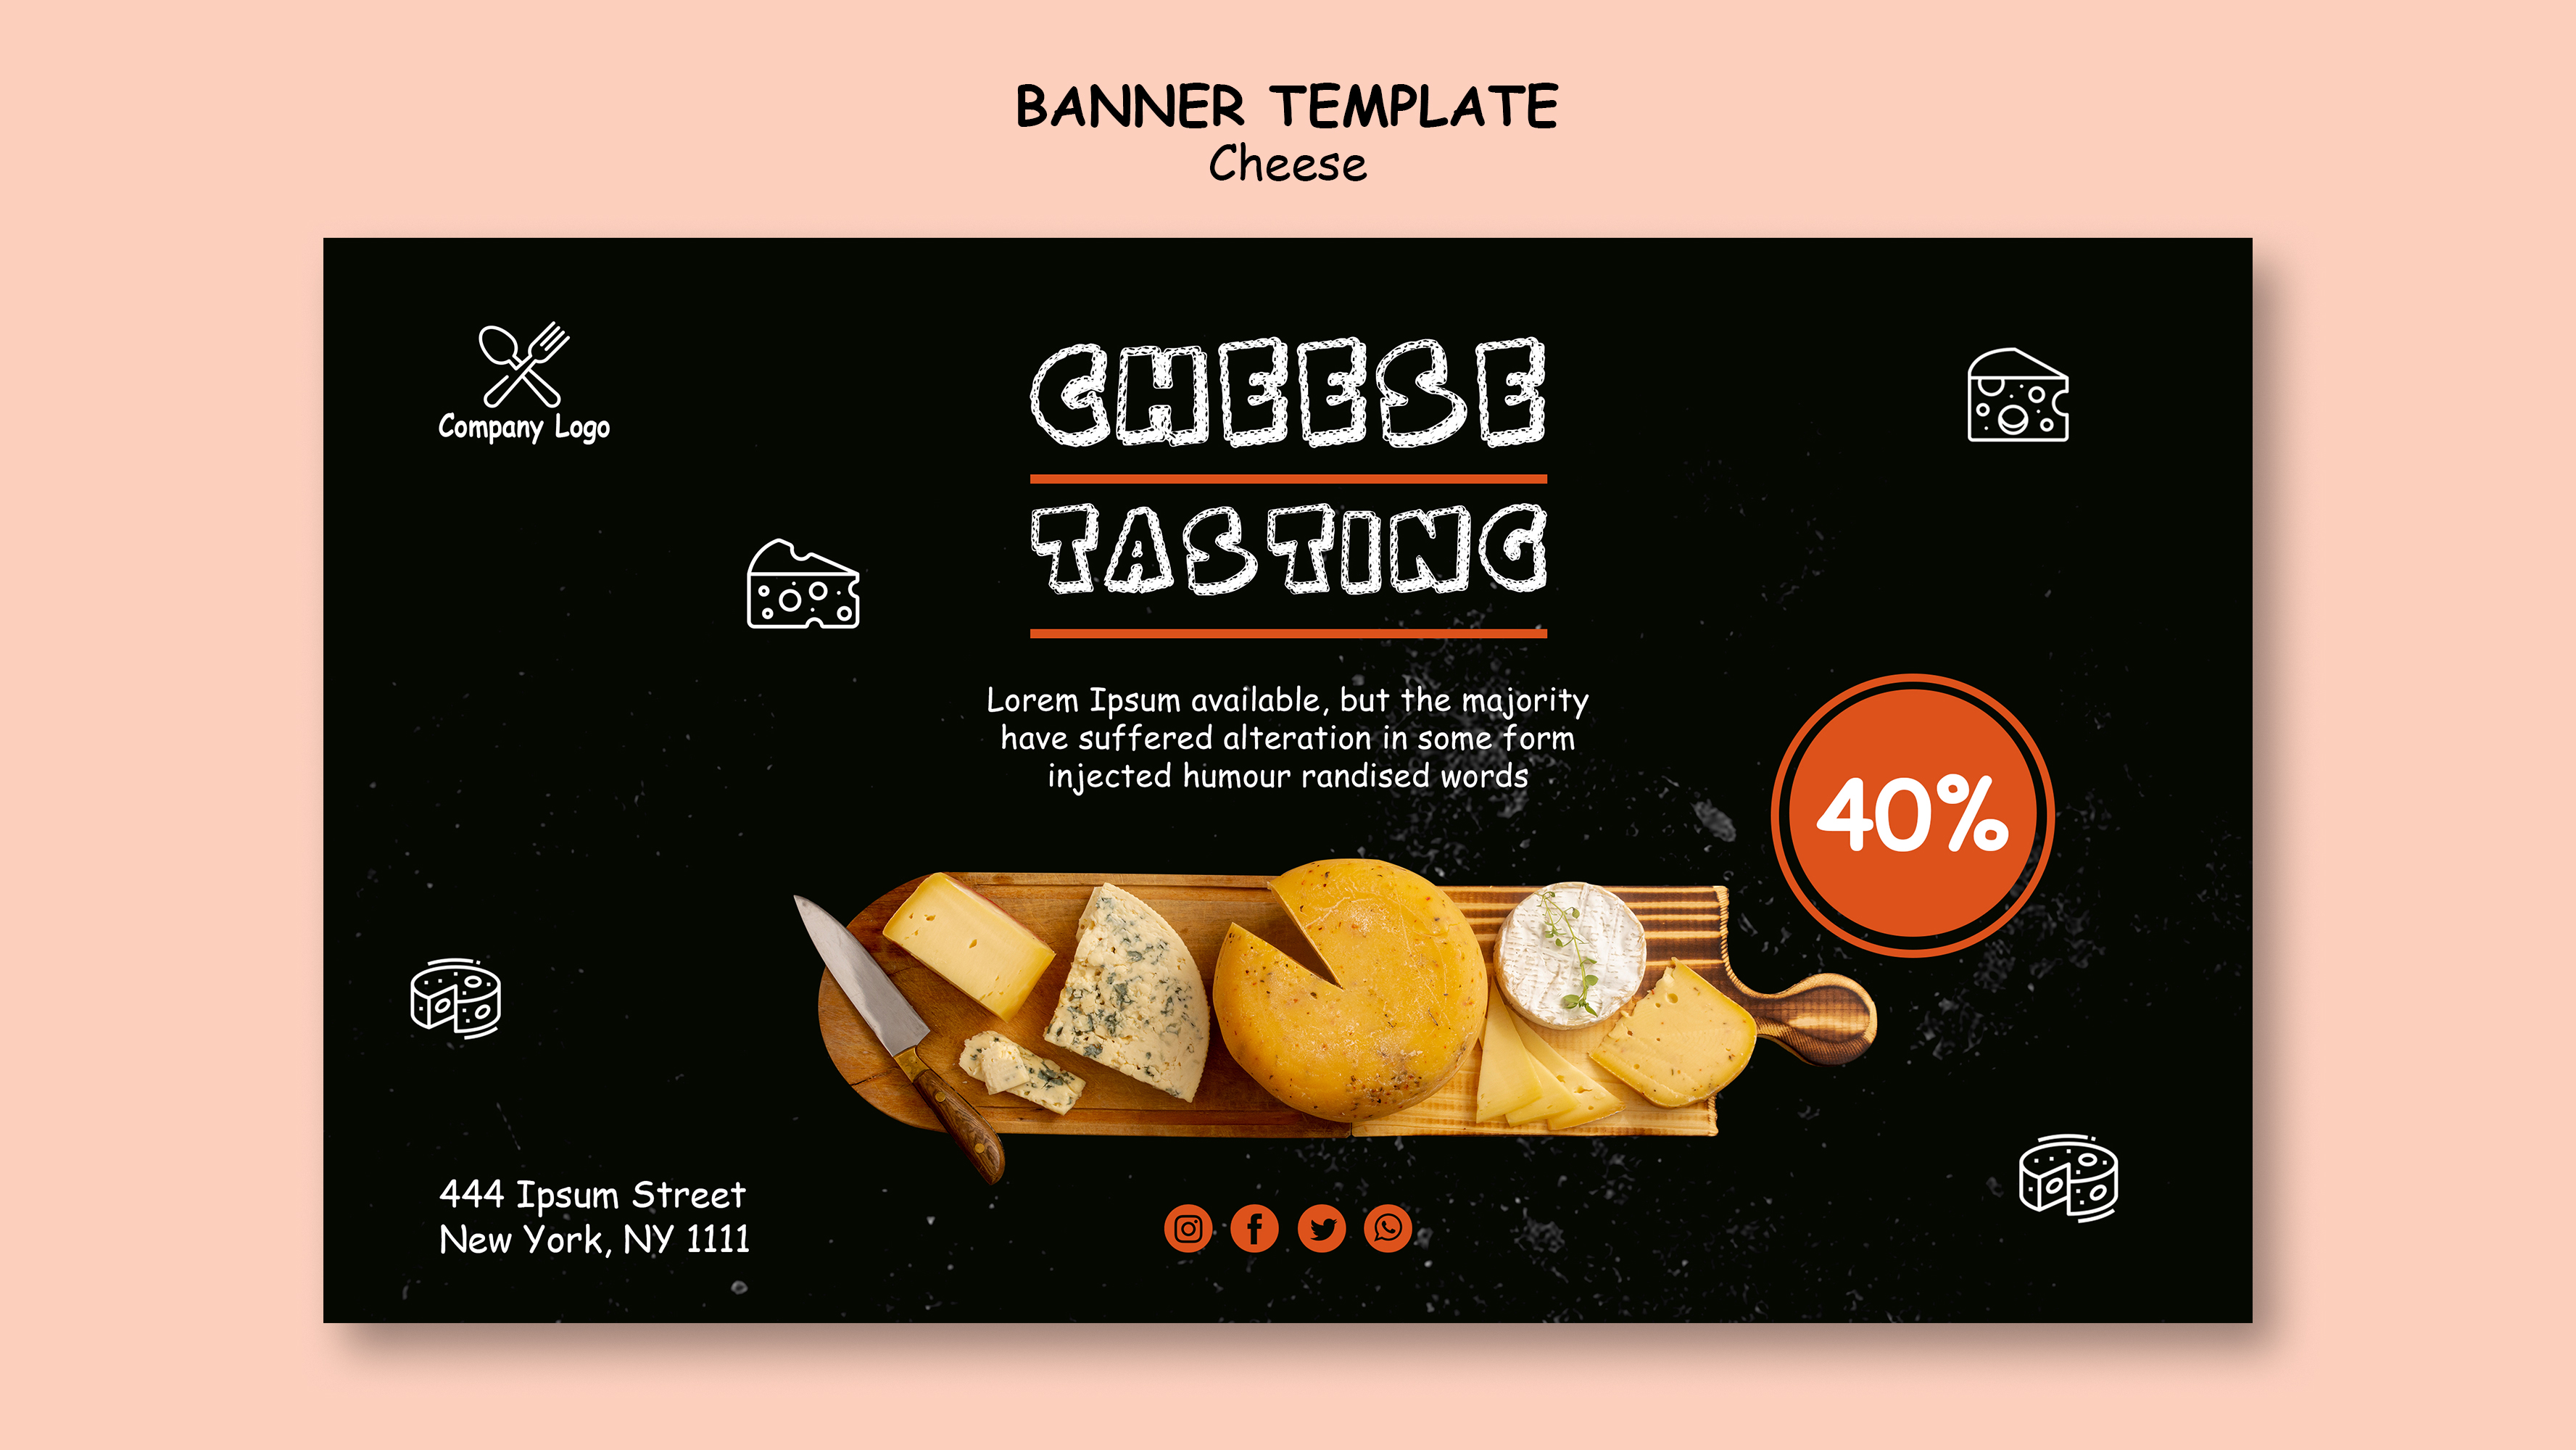 BANNER TEMPLATE
Cheese
Company Logo
CHEESE
TASTING
Lorem Ipsum available, but the majority
have suffered alteration in some form
injected humour randised words
40%
444 Ipsum Street
New York, NY 1111